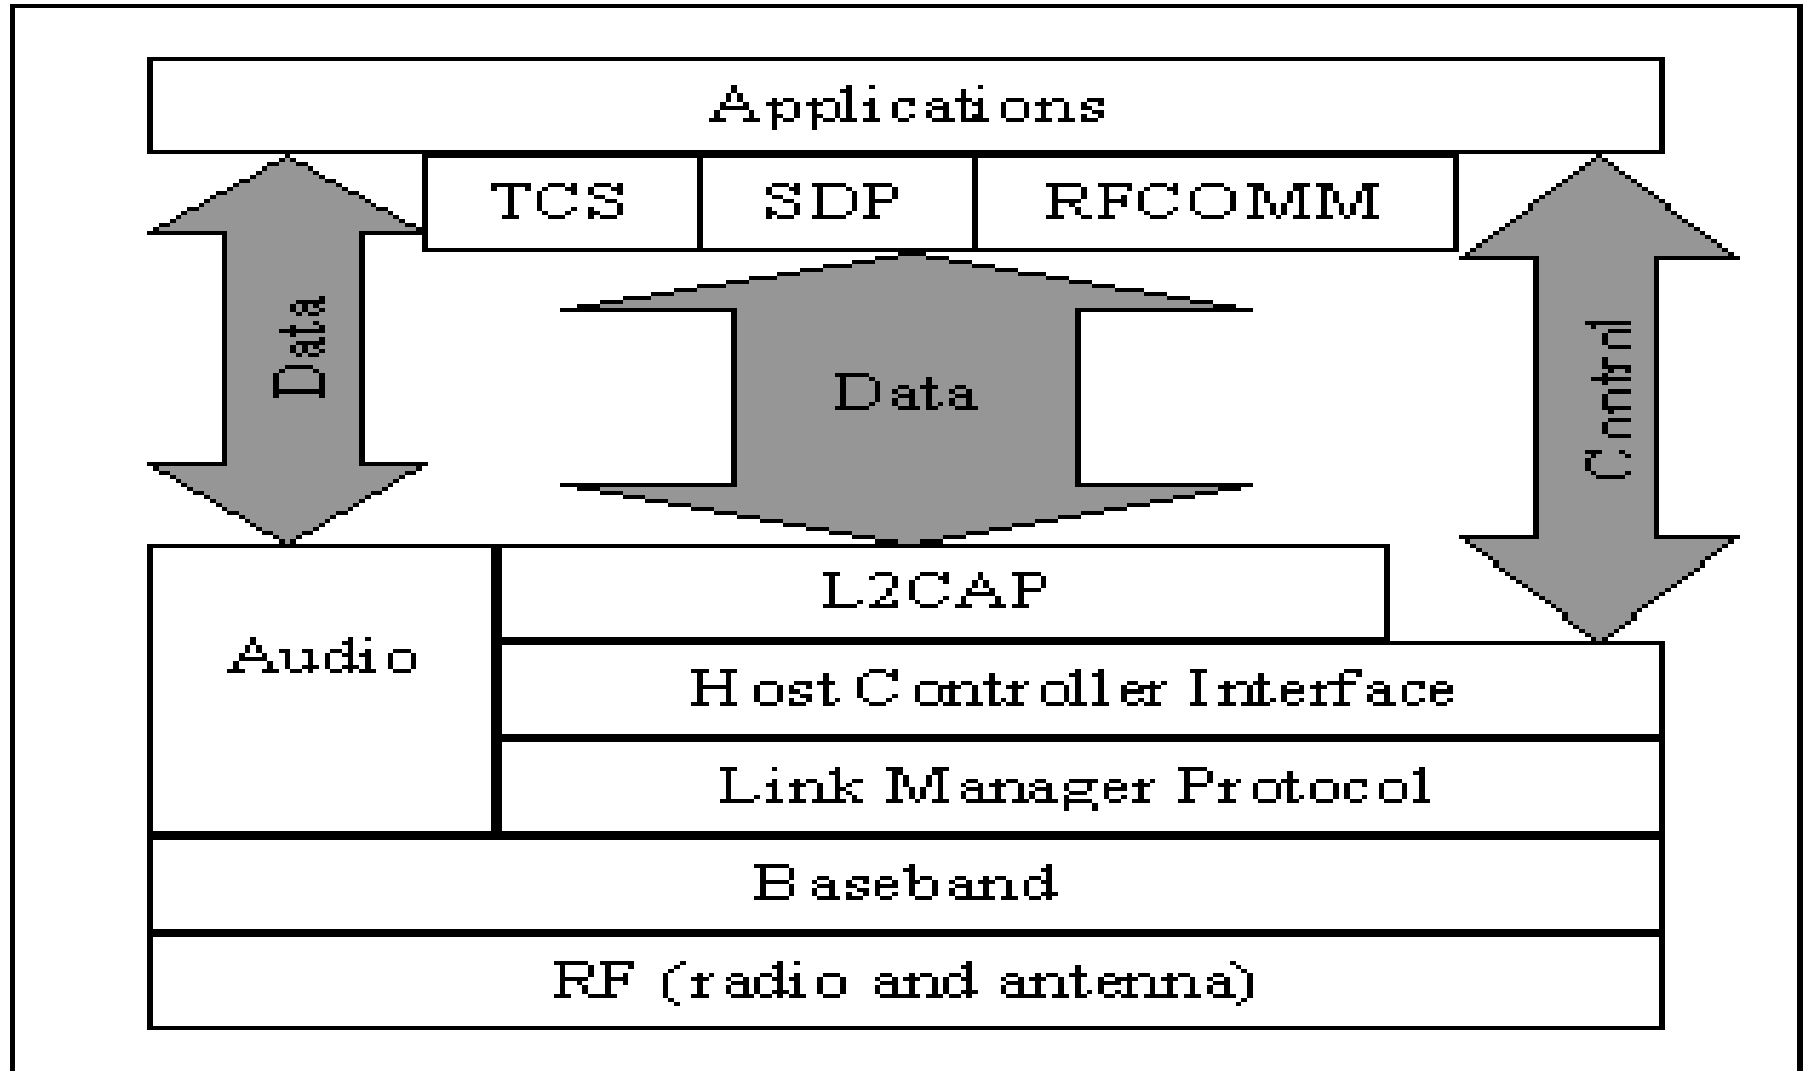 Applications
TCS
SDP
RFCOMM
Data
Data
Control
L2CAP
Audio
Host Controller Interface
Link Manager Protocol
Baseband
RF (radio and antenna)